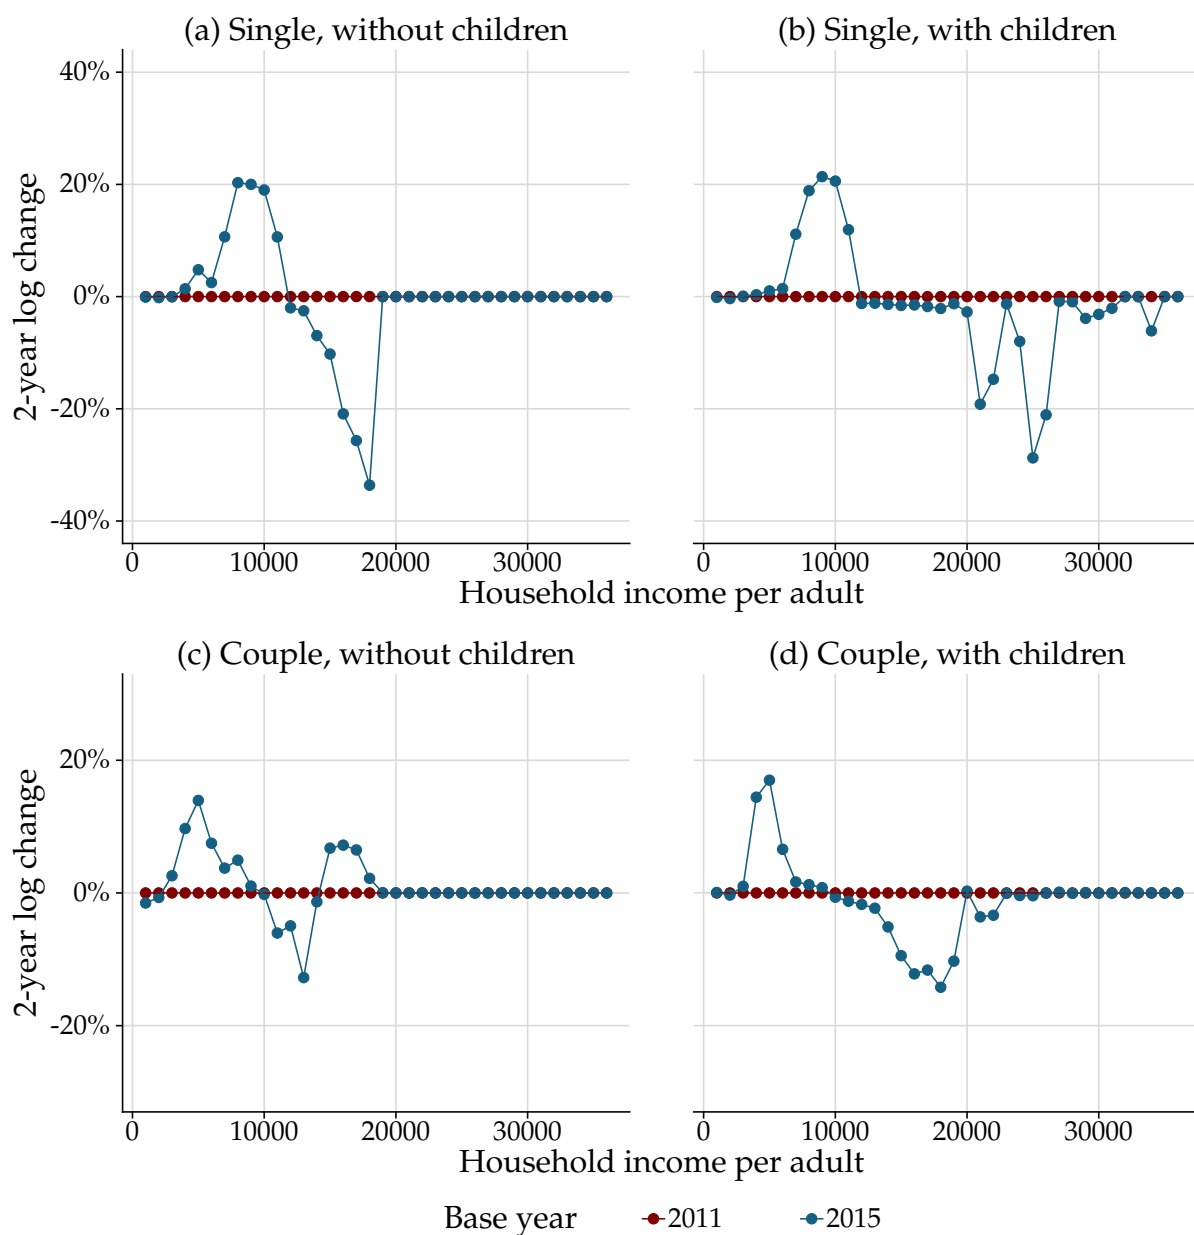 (a) Single, without children
(b) Single, with children
2-year log change
40%
20%
0%
-20%
-40%
0 10000 20000 30000
0 10000 20000 30000
Household income per adult
(c) Couple, without children
(d) Couple, with children
2-year log change
20%
0%
-20%
0 10000 20000 30000
0 10000 20000 30000
Household income per adult
Base year 2011 2015